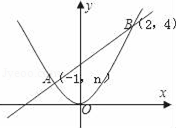 y
B(2, 4)
A(-1, n)
O
x